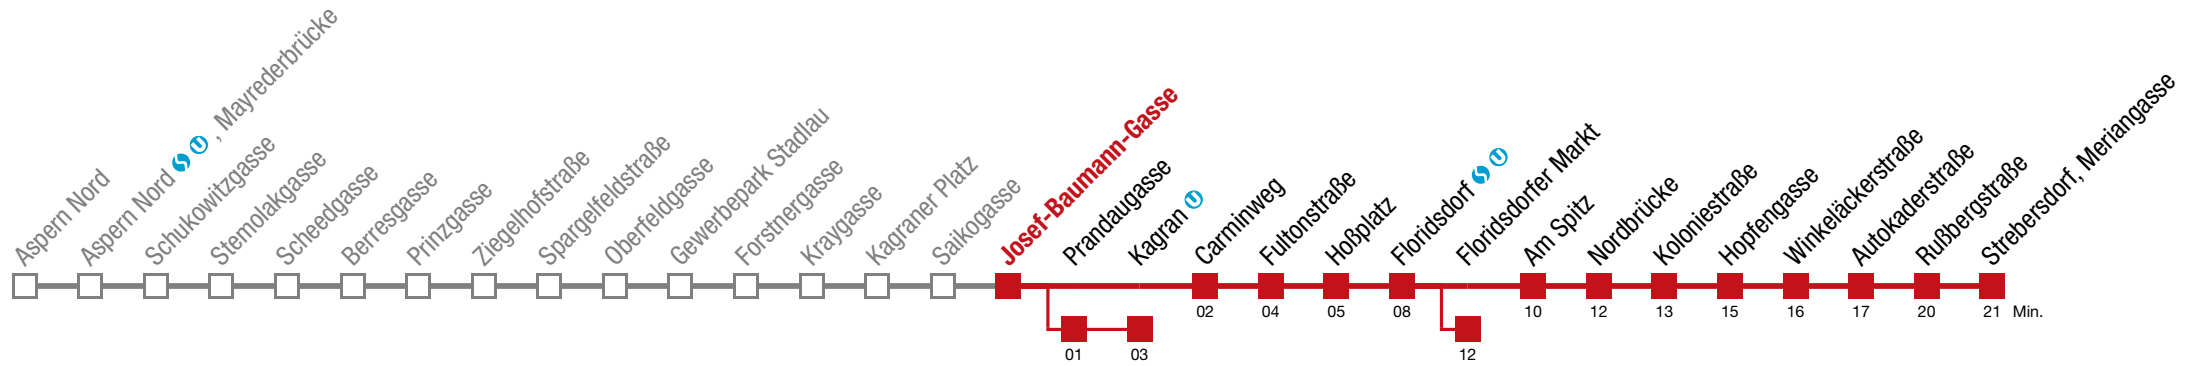 Aspern Nord
Aspern Nord S U , Mayrederbrücke
Schukowitzgasse
Stemolakgasse
Scheedgasse
Berresgasse
Prinzgasse
Ziegelhofstraße
Spargelfeldstraße
Oberfeldgasse
Gewerbepark Stadlau
Forstnergasse
Kraygasse
Kagraner Platz
Saikogasse
Josef-Baumann-Gasse
Prandaugasse
Kagran U
Carminweg
Fultonstraße
Hoßplatz
Floridsdorf S U
Floridsdorfer Markt
Am Spitz
Nordbrücke
Koloniestraße
Hopfengasse
Winkeläckerstraße
Autokaderstraße
Rußbergstraße
Strebersdorf, Meriangasse
02 04 05 08 10 12 13 15 16 17 20 21 Min.
01 03 12